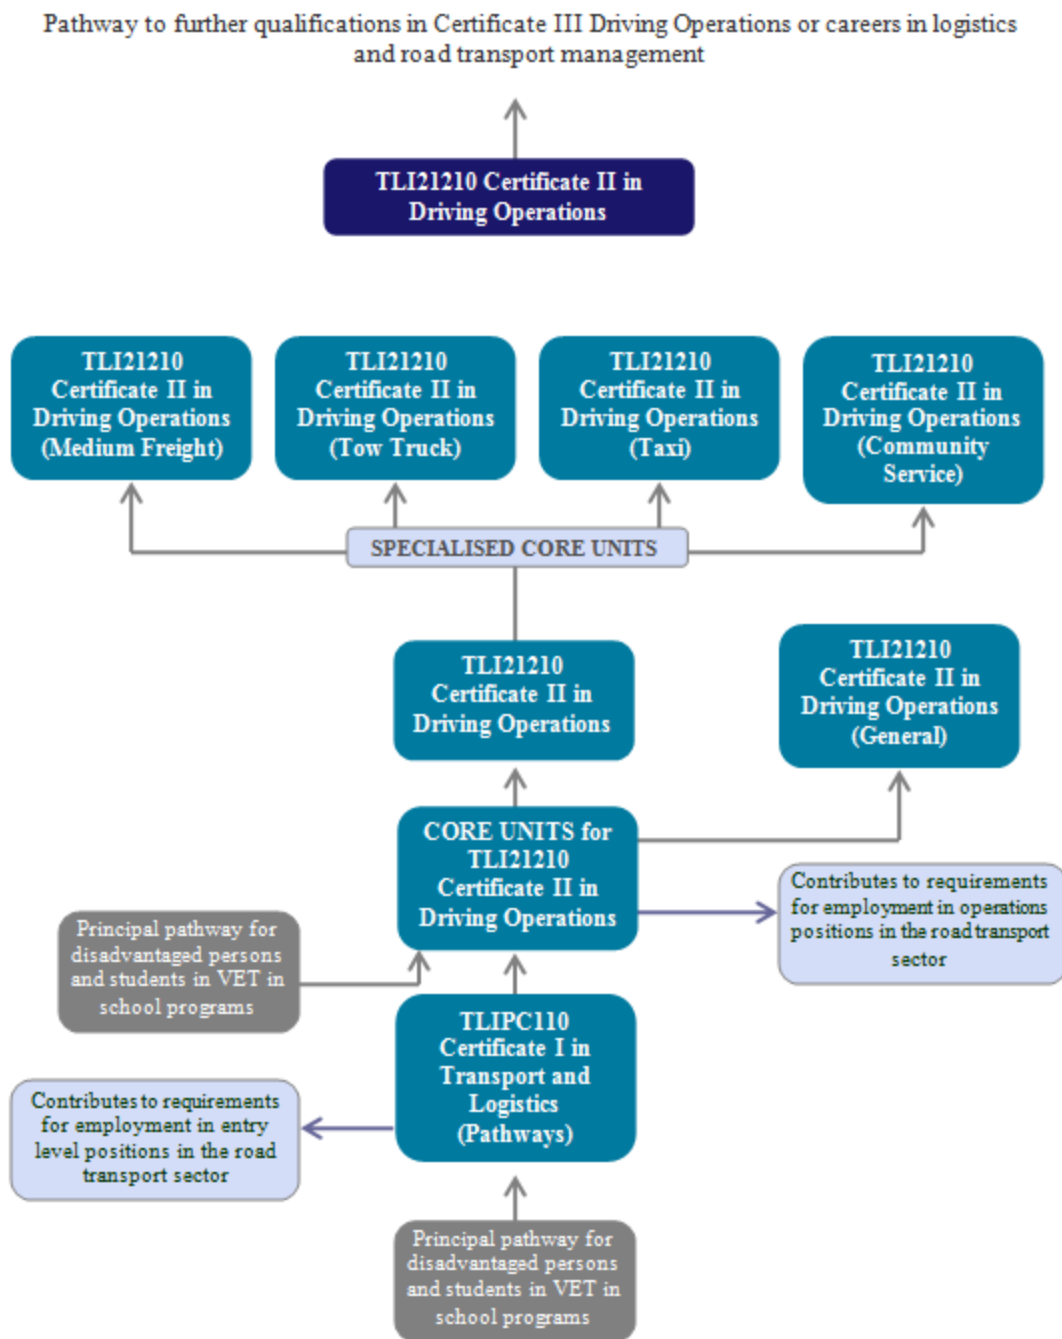 Pathway to further qualifications in Certificate III Driving Operations or careers in logistics
and road transport management
TLI21210 Certificate II in
Driving Operations
TLI21210
Certificate II in
Driving Operations
(Medium Freight)
TLI21210
Certificate II in
Driving Operations
(Tow Truck)
TLI21210
Certificate II in
Driving Operations
(Taxi)
TLI21210
Certificate II in
Driving Operations
(Community
Service)
SPECIALISED CORE UNITS
TLI21210
Certificate II in
Driving Operations
TLI21210
Certificate II in
Driving Operations
(General)
CORE UNITS for
TLI21210
Certificate II in
Driving Operations
Contributes to requirements
for employment in operations
positions in the road transport
sector
Principal pathway for
disadvantaged persons
and students in VET in
school programs
TLIPC110
Certificate I in
Transport and
Logistics
(Pathways)
Contributes to requirements
for employment in entry
level positions in the road
transport sector
Principal pathway for
disadvantaged persons
and students in VET in
school programs